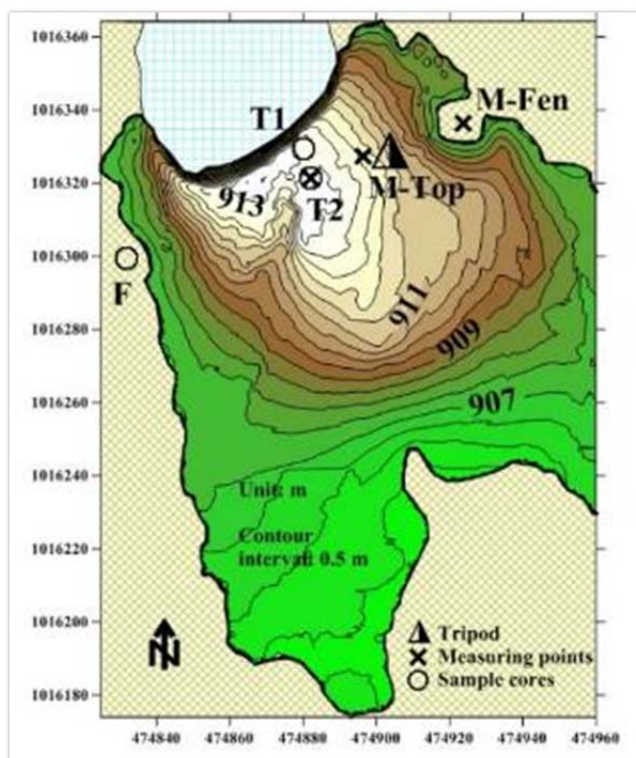 1016360
1016340
1016320
1016300
1016280
1016260
1016240
1016220
1016200
1016180
T1
M-Fen
M-Top
T2
913
F
911
909
907
Unit: m
Contour
interval: 0.5 m
N
Tripod
Measuring points
Sample cores
474840 474860 474880 474900 474920 474940 474960